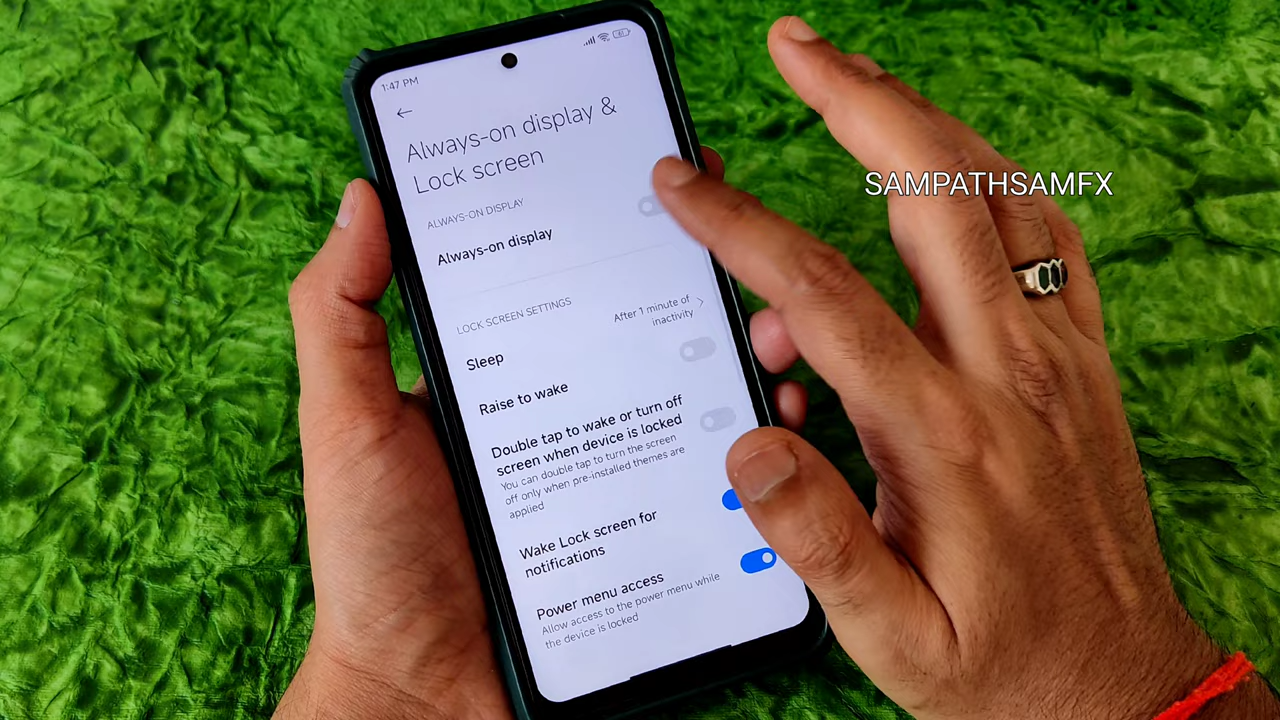 1:47 PM
Always-on display &
Lock screen
ALWAYS-ON DISPLAY
Always-on display
LOCK SCREEN SETTINGS
Sleep
After 1 minute of
inactivity
Raise to wake
Double tap to wake or turn off
screen when device is locked
You can double tap to turn the screen
off only when pre-installed themes are
applied
Wake Lock screen for
notifications
Power menu access
Allow access to the power menu while
the device is locked
SAMPATHSAMFX